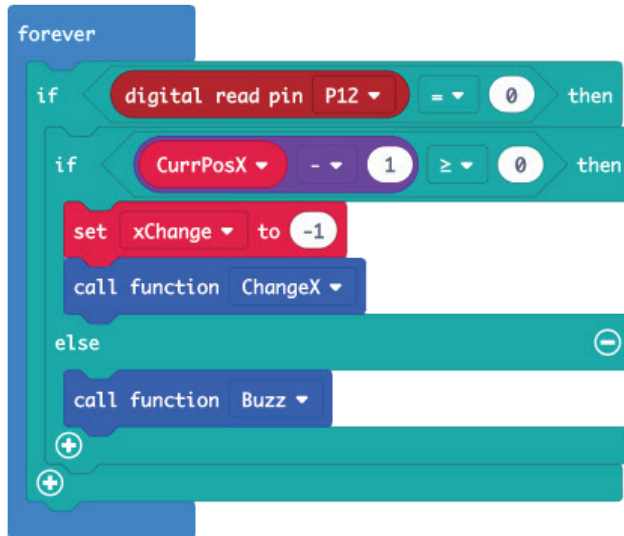 forever
if digital read pin P12 = 0 then
if CurrPosX - 1 ≥ 0 then
set xChange to -1
call function ChangeX
else
call function Buzz